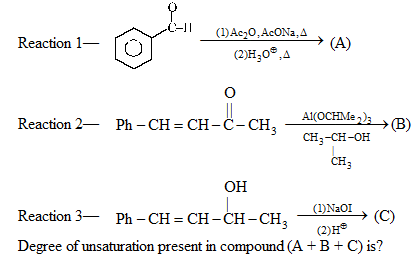 O
Reaction 1— C–H (1)Ac₂O,AcONa,Δ (2)H₃O⊕,Δ (A)
O
Reaction 2— Ph – CH = CH – C – CH₃ Al(OCHMe₂)₃ CH₃–CH–OH CH₃ (B)
OH
Reaction 3— Ph – CH = CH – CH – CH₃ (1)NaOI (2)H⊕ (C)
Degree of unsaturation present in compound (A + B + C) is?